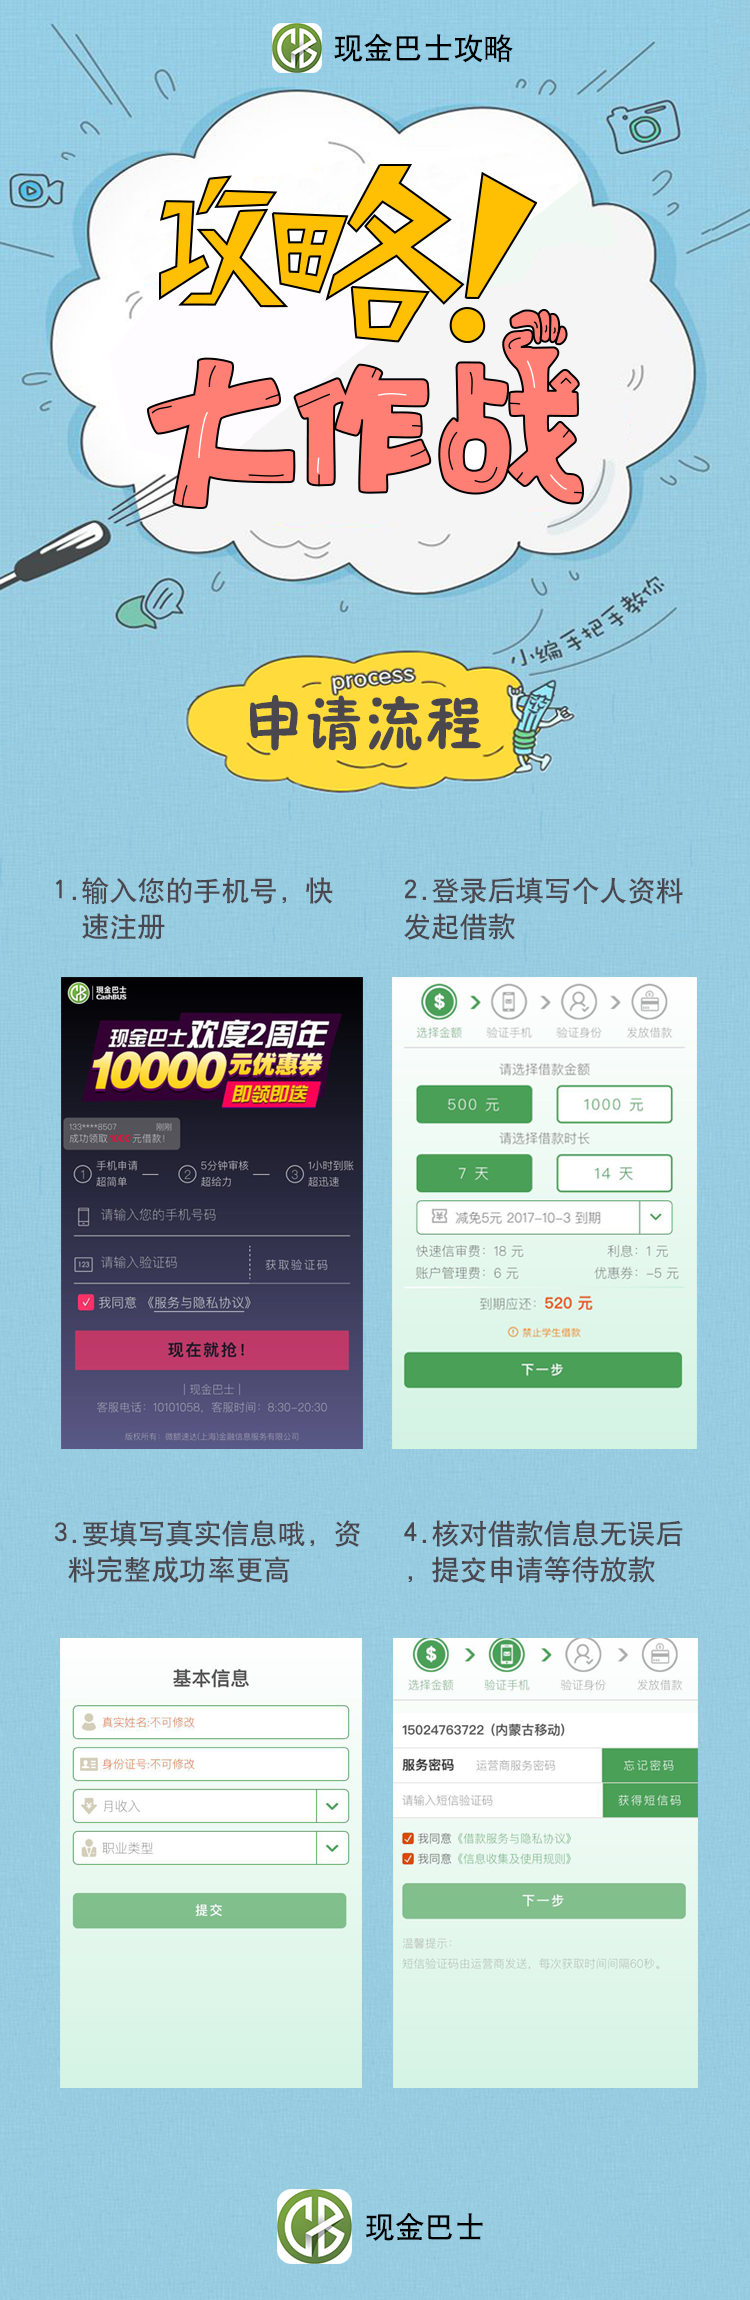 现金巴士攻略
攻略!
大作战
小编手把手教你
process
申请流程
1.输入您的手机号，快
速注册
2.登录后填写个人资料
发起借款
现金巴士
CashBUS
现金巴士欢度2周年
10000元优惠券
即领即送
133****8507 刚刚
成功领取 元借款!
1 手机申请
超简单
2 5分钟审核
超给力
3 1小时到账
超迅速
请输入您的手机号码
123 请输入验证码 获取验证码
我同意 《服务与隐私协议》
现在就抢!
|现金巴士|
客服电话：10101058，客服时间：8:30-20:30
版权所有：微额速达(上海)金融信息服务有限公司
选择金额 验证手机 验证身份 发放借款
请选择借款金额
500 元 1000 元
请选择借款时长
7 天 14 天
减免5元 2017-10-3 到期
快速信审费：18 元 利息：1 元
账户管理费：6 元 优惠券：-5 元
到期应还：520 元
禁止学生借款
下一步
3.要填写真实信息哦，资
料完整成功率更高
4.核对借款信息无误后
，提交申请等待放款
基本信息
真实姓名:不可修改
身份证号:不可修改
月收入
职业类型
提交
选择金额 验证手机 验证身份 发放借款
15024763722 (内蒙古移动)
服务密码 运营商服务密码 忘记密码
请输入短信验证码 获得短信码
我同意《借款服务与隐私协议》
我同意《信息收集及使用规则》
下一步
温馨提示：
短信验证码由运营商发送，每次获取时间间隔60秒。
现金巴士